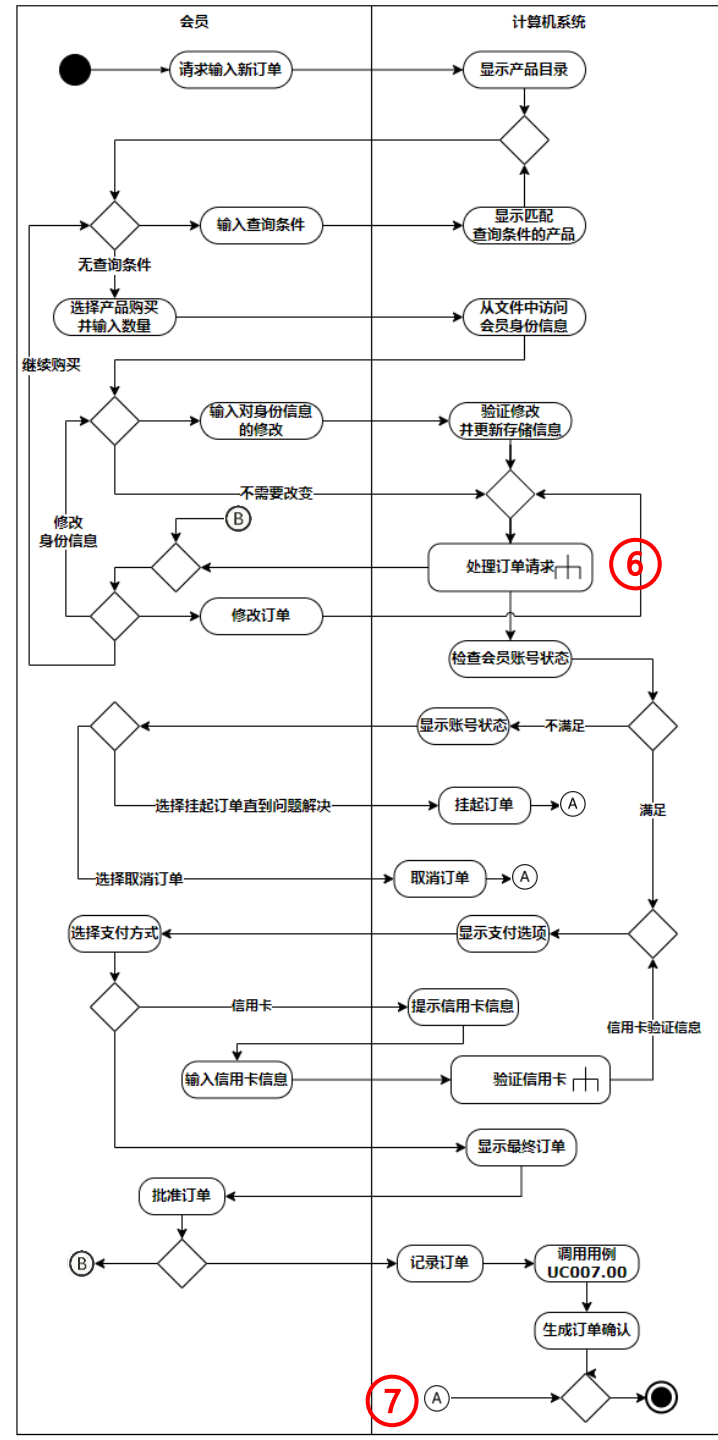 会员
计算机系统
请求输入新订单
显示产品目录
输入查询条件
显示匹配
查询条件的产品
无查询条件
选择产品购买
并输入数量
从文件中访问
会员身份信息
继续购买
输入对身份信息
的修改
验证修改
并更新存储信息
不需要改变
修改
身份信息
B
处理订单请求
6
修改订单
检查会员账号状态
显示账号状态
不满足
选择挂起订单直到问题解决
挂起订单
A
满足
选择取消订单
取消订单
A
选择支付方式
显示支付选项
信用卡
提示信用卡信息
信用卡验证信息
输入信用卡信息
验证信用卡
显示最终订单
批准订单
B
记录订单
调用用例
UC007.00
生成订单确认
7
A